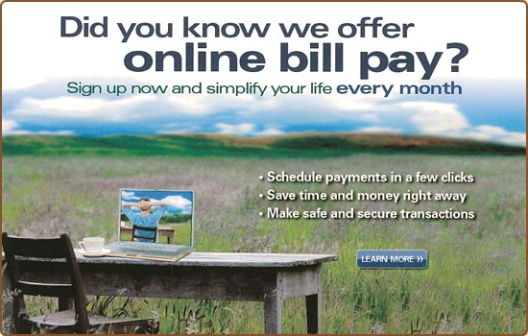 Did you know we offer
online bill pay?
Sign up now and simplify your life every month
• Schedule payments in a few clicks
• Save time and money right away
• Make safe and secure transactions
LEARN MORE »